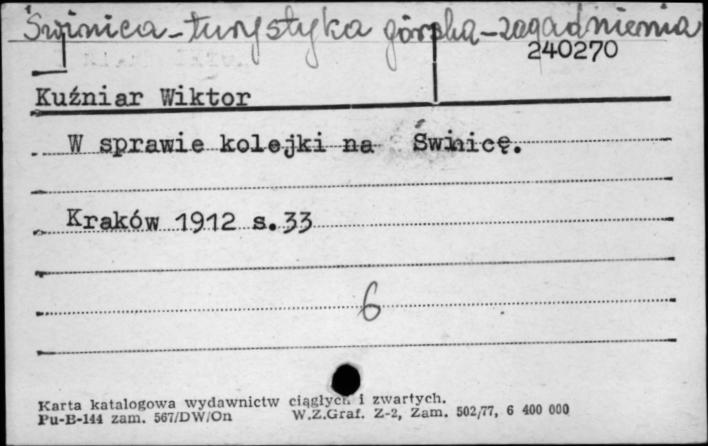 Świnica - turystyka górska - zagadnienia
240270
Kuźniar Wiktor
W sprawie kolejki na Świnicę.
Kraków 1912 s.33
6
Karta katalogowa wydawnictw ciągłych i zwartych.
Pu-B-144 zam. 567/DW/On W.Z.Graf. Z-2, Zam. 502/77, 6 400 000